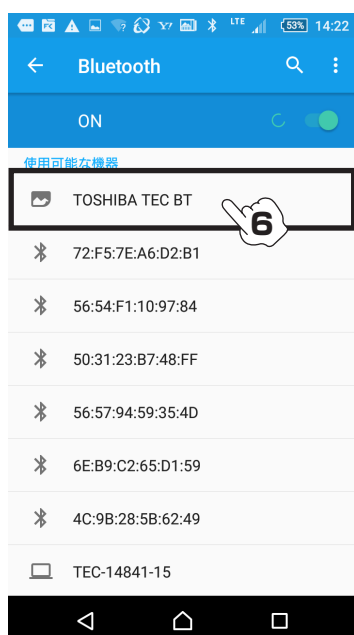 LTE 53% 14:22
Bluetooth
ON
使用可能な機器
TOSHIBA TEC BT
6
72:F5:7E:A6:D2:B1
56:54:F1:10:97:84
50:31:23:B7:48:FF
56:57:94:59:35:4D
6E:B9:C2:65:D1:59
4C:9B:28:5B:62:49
TEC-14841-15